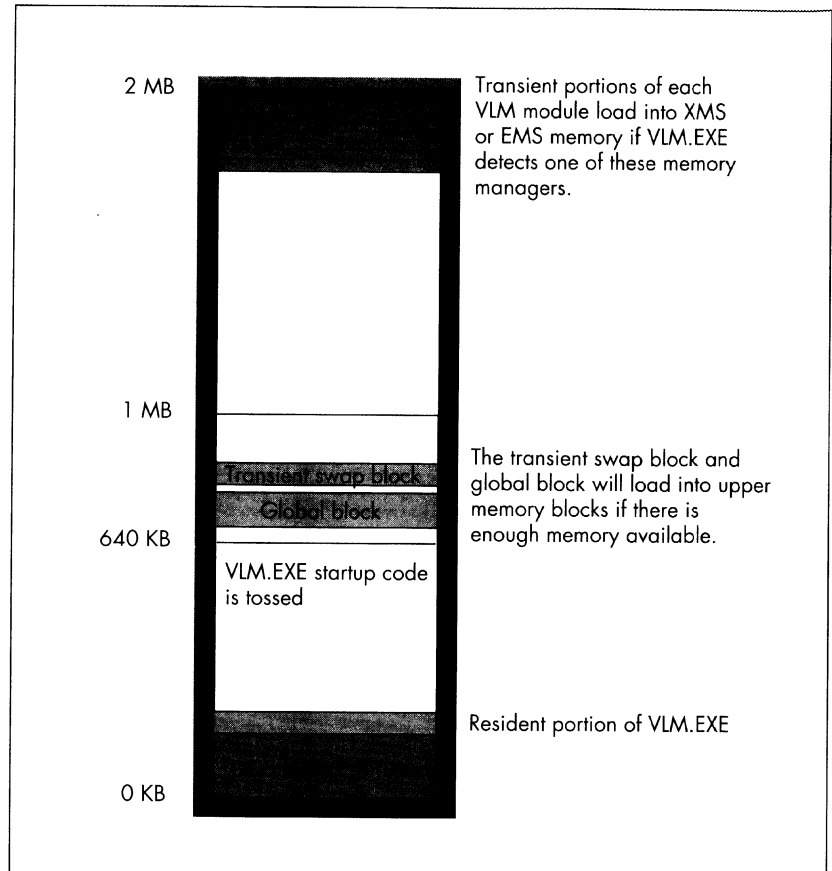 2 MB
Transient portions of each
VLM module load into XMS
or EMS memory if VLM.EXE
detects one of these memory
managers.
1 MB
Transient swap block
Global block
The transient swap block and
global block will load into upper
memory blocks if there is
enough memory available.
640 KB
VLM.EXE startup code
is tossed
Resident portion of VLM.EXE
0 KB